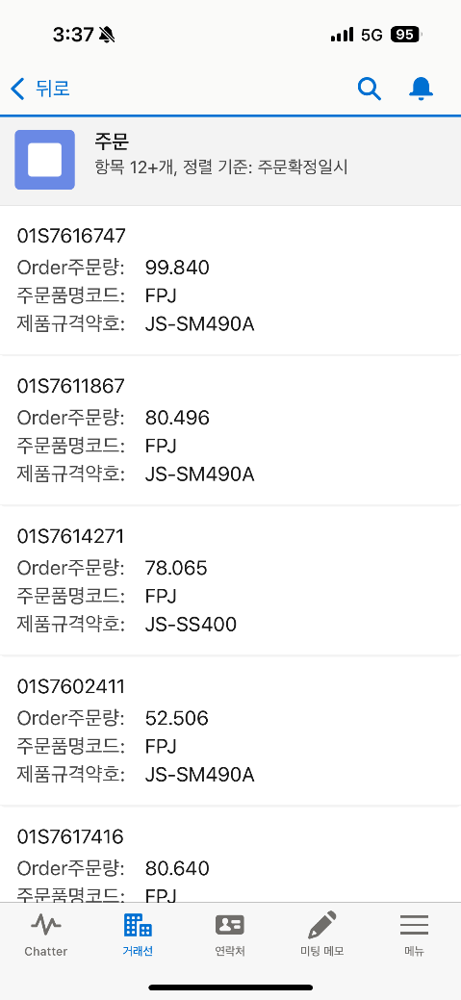 3:37
5G 95
뒤로
주문
항목 12+개, 정렬 기준: 주문확정일시
01S7616747
Order주문량: 99.840
주문품명코드: FPJ
제품규격약호: JS-SM490A
01S7611867
Order주문량: 80.496
주문품명코드: FPJ
제품규격약호: JS-SM490A
01S7614271
Order주문량: 78.065
주문품명코드: FPJ
제품규격약호: JS-SS400
01S7602411
Order주문량: 52.506
주문품명코드: FPJ
제품규격약호: JS-SM490A
01S7617416
Order주문량: 80.640
주문품명코드: FPJ
Chatter 거래선 연락처 미팅 메모 메뉴